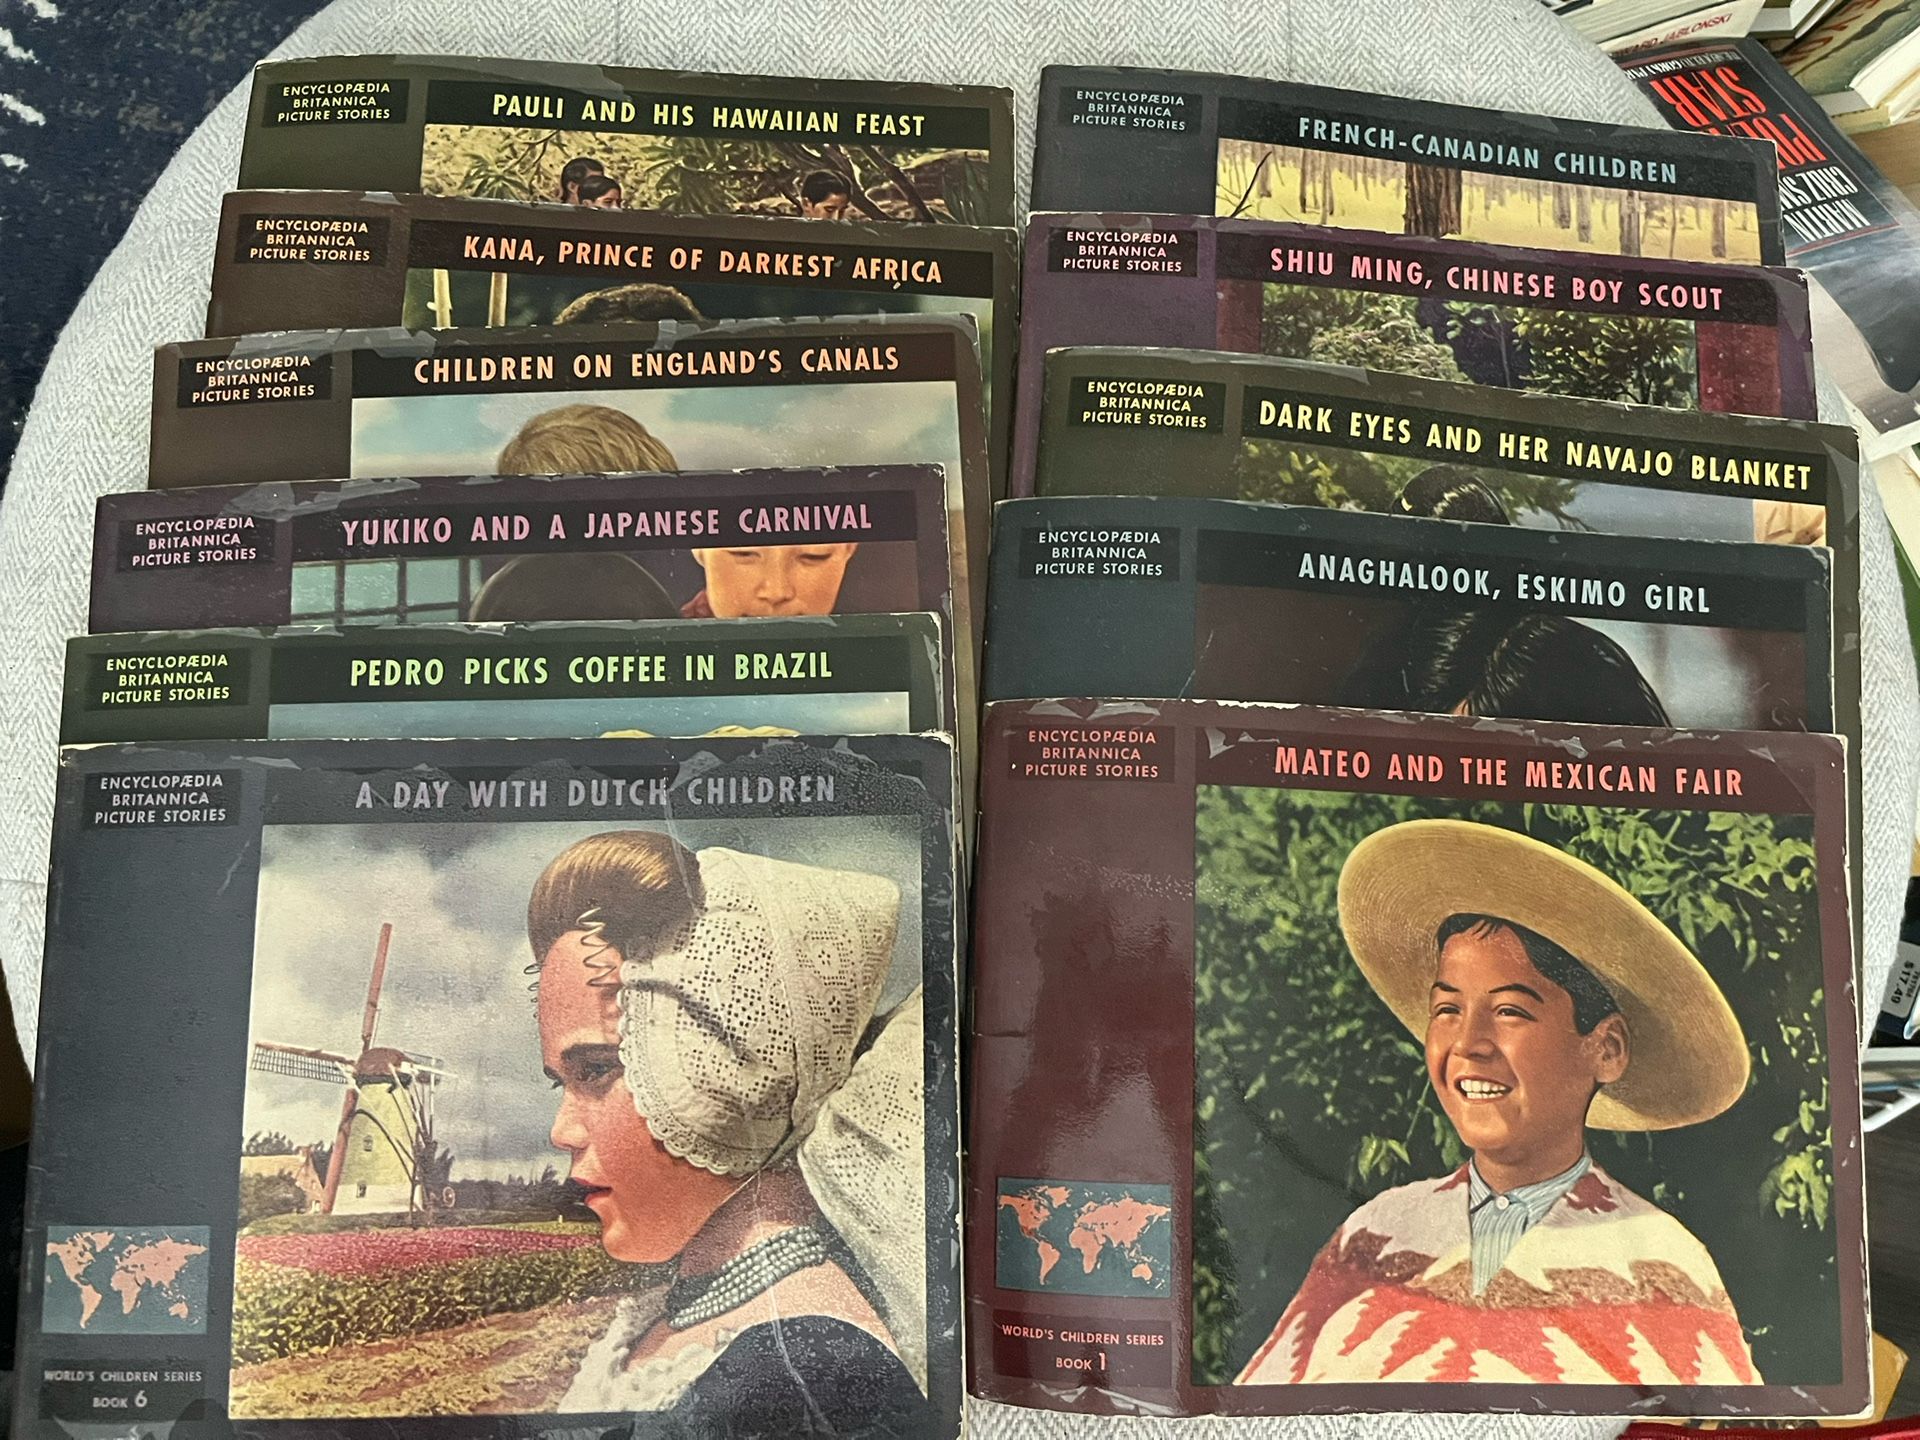 ENCYCLOPÆDIA
BRITANNICA
PICTURE STORIES
PAULI AND HIS HAWAIIAN FEAST
ENCYCLOPÆDIA
BRITANNICA
PICTURE STORIES
KANA, PRINCE OF DARKEST AFRICA
ENCYCLOPÆDIA
BRITANNICA
PICTURE STORIES
CHILDREN ON ENGLAND'S CANALS
ENCYCLOPÆDIA
BRITANNICA
PICTURE STORIES
YUKIKO AND A JAPANESE CARNIVAL
ENCYCLOPÆDIA
BRITANNICA
PICTURE STORIES
PEDRO PICKS COFFEE IN BRAZIL
ENCYCLOPÆDIA
BRITANNICA
PICTURE STORIES
A DAY WITH DUTCH CHILDREN
WORLD'S CHILDREN SERIES
BOOK 6
ENCYCLOPÆDIA
BRITANNICA
PICTURE STORIES
FRENCH-CANADIAN CHILDREN
ENCYCLOPÆDIA
BRITANNICA
PICTURE STORIES
SHIU MING, CHINESE BOY SCOUT
ENCYCLOPÆDIA
BRITANNICA
PICTURE STORIES
DARK EYES AND HER NAVAJO BLANKET
ENCYCLOPÆDIA
BRITANNICA
PICTURE STORIES
ANAGHALOOK, ESKIMO GIRL
ENCYCLOPÆDIA
BRITANNICA
PICTURE STORIES
MATEO AND THE MEXICAN FAIR
WORLD'S CHILDREN SERIES
BOOK 1
JABLONSKI
STAR
MARTIN
CRUZ
$17.49